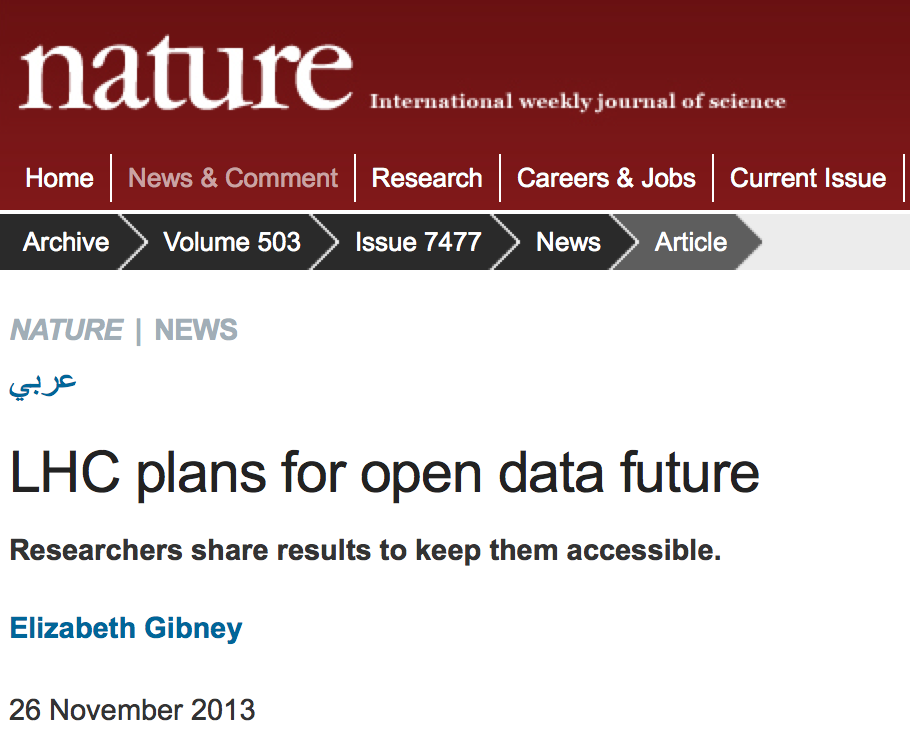 nature International weekly journal of science
Home News & Comment Research Careers & Jobs Current Issue
Archive Volume 503 Issue 7477 News Article
NATURE | NEWS
عربي
LHC plans for open data future
Researchers share results to keep them accessible.
Elizabeth Gibney
26 November 2013